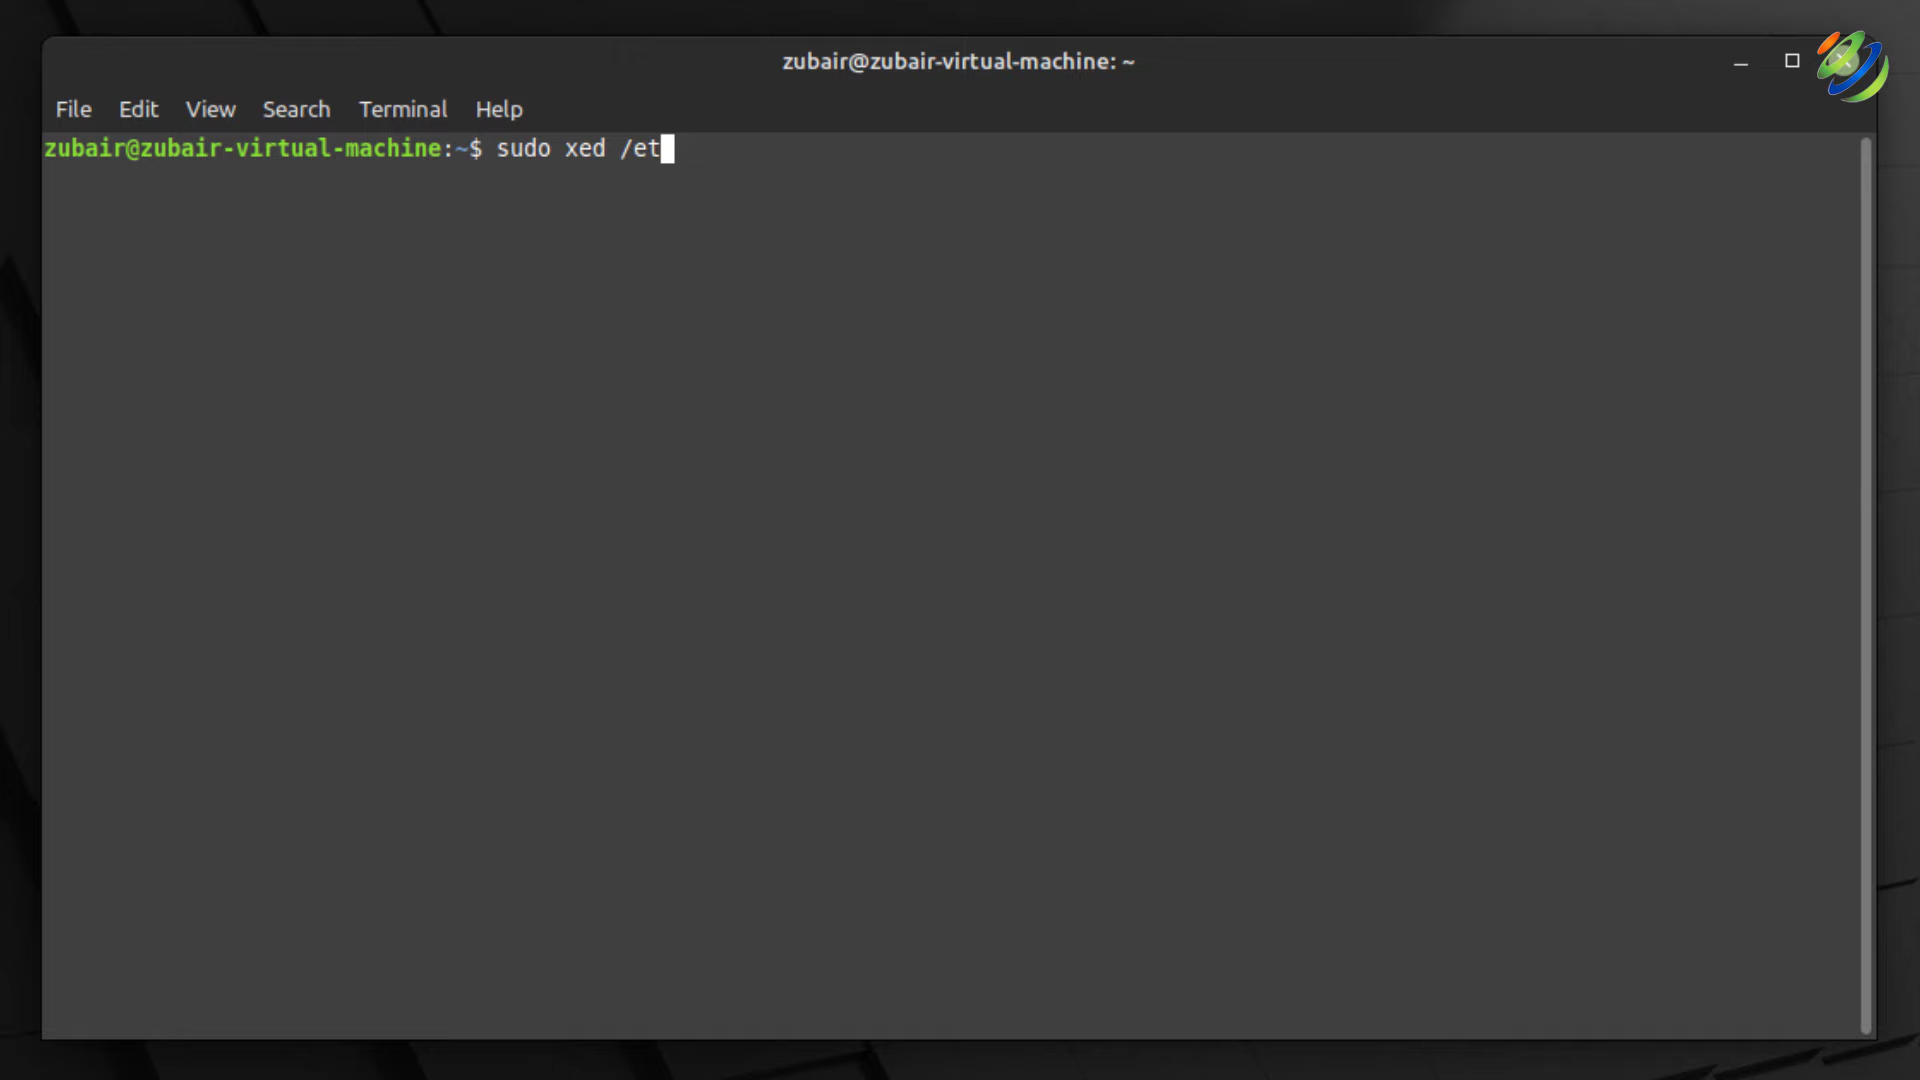 zubair@zubair-virtual-machine: ~
File Edit View Search Terminal Help
zubair@zubair-virtual-machine:~$ sudo xed /et